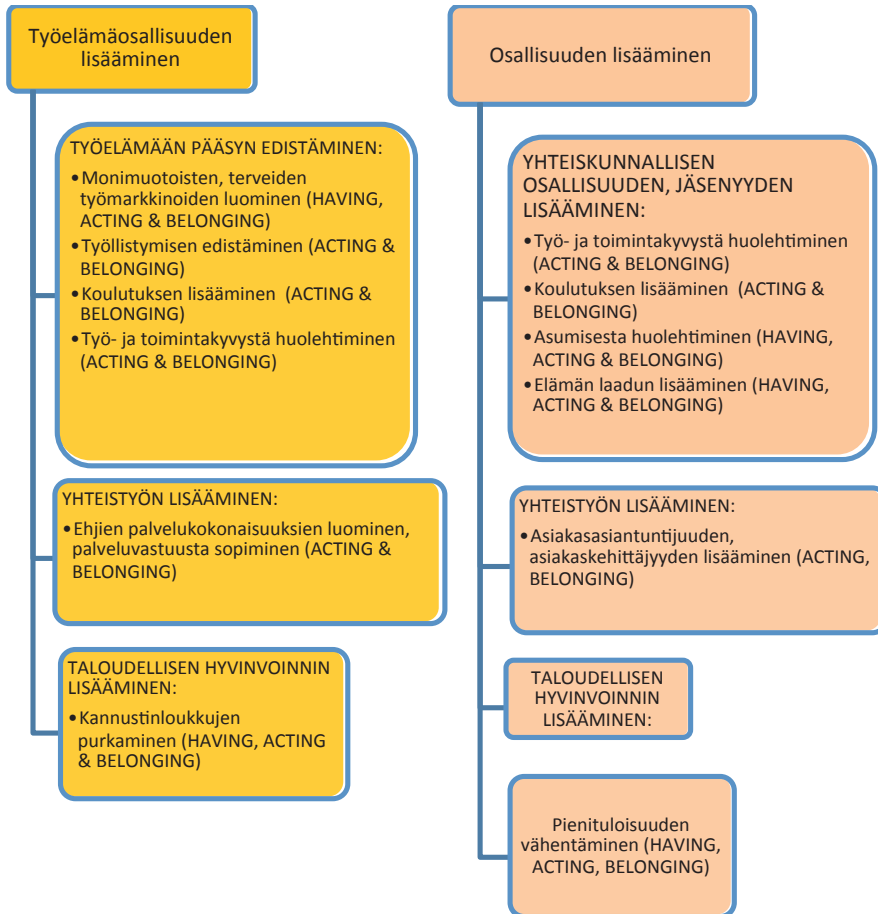 Työelämäosallisuuden
lisääminen
TYÖELÄMÄÄN PÄÄSYN EDISTÄMINEN:
•Monimuotoisten, terveiden
työmarkkinoiden luominen (HAVING,
ACTING & BELONGING)
•Työllistymisen edistäminen (ACTING &
BELONGING)
•Koulutuksen lisääminen (ACTING &
BELONGING)
•Työ- ja toimintakyvystä huolehtiminen
(ACTING & BELONGING)
YHTEISTYÖN LISÄÄMINEN:
•Ehjien palvelukokonaisuuksien luominen,
palveluvastuusta sopiminen (ACTING &
BELONGING)
TALOUDELLISEN HYVINVOINNIN
LISÄÄMINEN:
•Kannustinloukkujen
purkaminen (HAVING, ACTING
& BELONGING)
Osallisuuden lisääminen
YHTEISKUNNALLISEN
OSALLISUUDEN, JÄSENYYDEN
LISÄÄMINEN:
•Työ- ja toimintakyvystä huolehtiminen
(ACTING & BELONGING)
•Koulutuksen lisääminen (ACTING &
BELONGING)
•Asumisesta huolehtiminen (HAVING,
ACTING & BELONGING)
•Elämän laadun lisääminen (HAVING,
ACTING & BELONGING)
YHTEISTYÖN LISÄÄMINEN:
•Asiakasasiantuntijuuden,
asiakaskehittäjyyden lisääminen (ACTING,
BELONGING)
TALOUDELLISEN
HYVINVOINNIN
LISÄÄMINEN:
Pienituloisuuden
vähentäminen (HAVING,
ACTING, BELONGING)